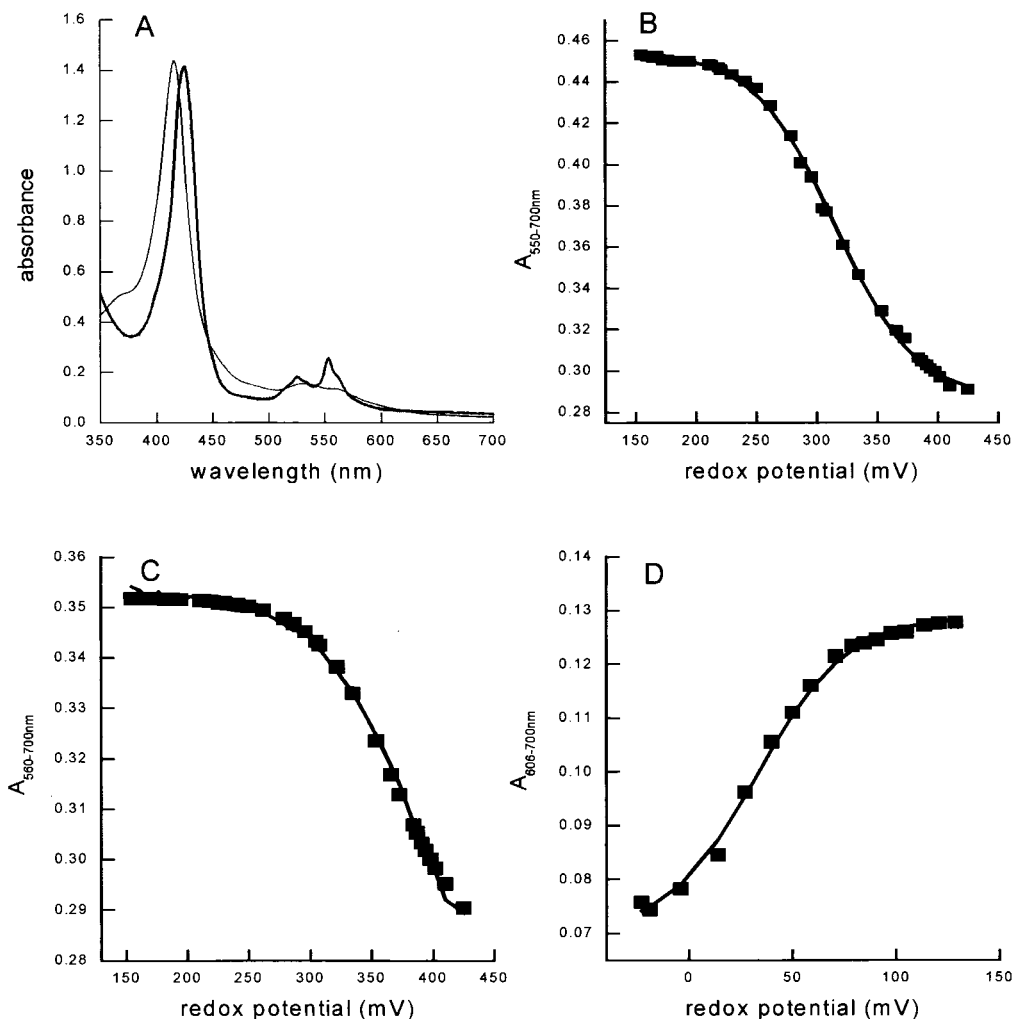 A
absorbance
1.6
1.4
1.2
1.0
0.8
0.6
0.4
0.2
0.0
350 400 450 500 550 600 650 700
wavelength (nm)
B
A550-700nm
0.46
0.44
0.42
0.40
0.38
0.36
0.34
0.32
0.30
0.28
150 200 250 300 350 400 450
redox potential (mV)
C
A560-700nm
0.36
0.35
0.34
0.33
0.32
0.31
0.30
0.29
0.28
150 200 250 300 350 400 450
redox potential (mV)
D
A606-700nm
0.14
0.13
0.12
0.11
0.10
0.09
0.08
0.07
0 50 100 150
redox potential (mV)